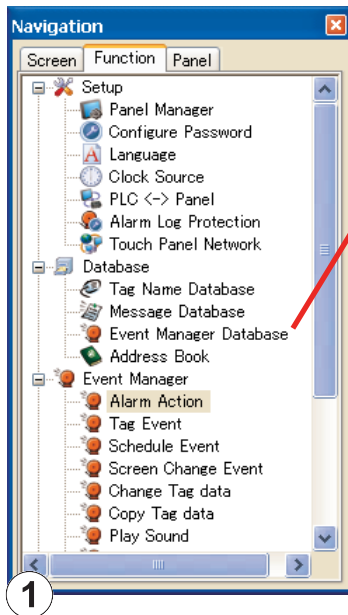 Navigation
Screen Function Panel
Setup
Panel Manager
Configure Password
Language
Clock Source
PLC <-> Panel
Alarm Log Protection
Touch Panel Network
Database
Tag Name Database
Message Database
Event Manager Database
Address Book
Event Manager
Alarm Action
Tag Event
Schedule Event
Screen Change Event
Change Tag data
Copy Tag data
Play Sound
1